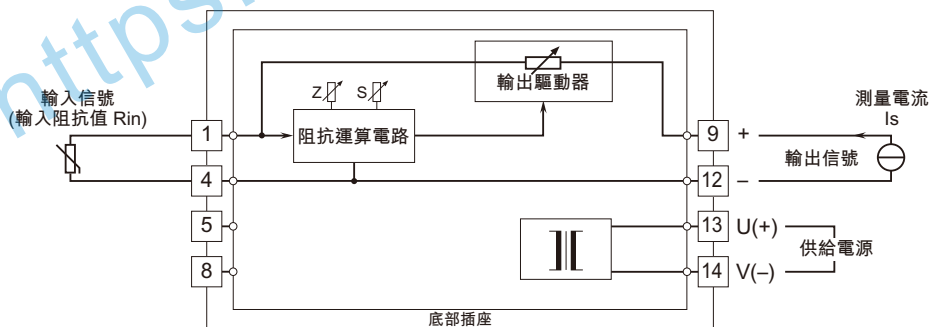 https
輸入信號
(輸入阻抗值 Rin)
1
4
5
8
Z
S
阻抗運算電路
輸出驅動器
9
+
12
–
13
U(+)
14
V(–)
測量電流
Is
輸出信號
供給電源
底部插座